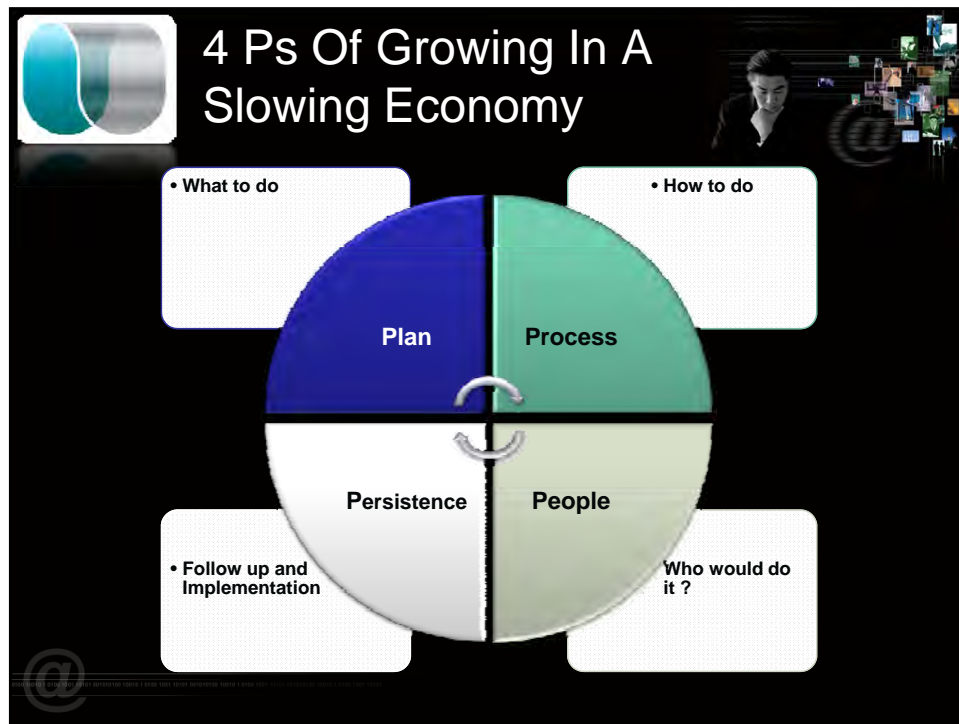 4 Ps Of Growing In A
Slowing Economy
• What to do
• How to do
Plan
Process
Persistence
People
• Follow up and
Implementation
Who would do
it ?
@
@